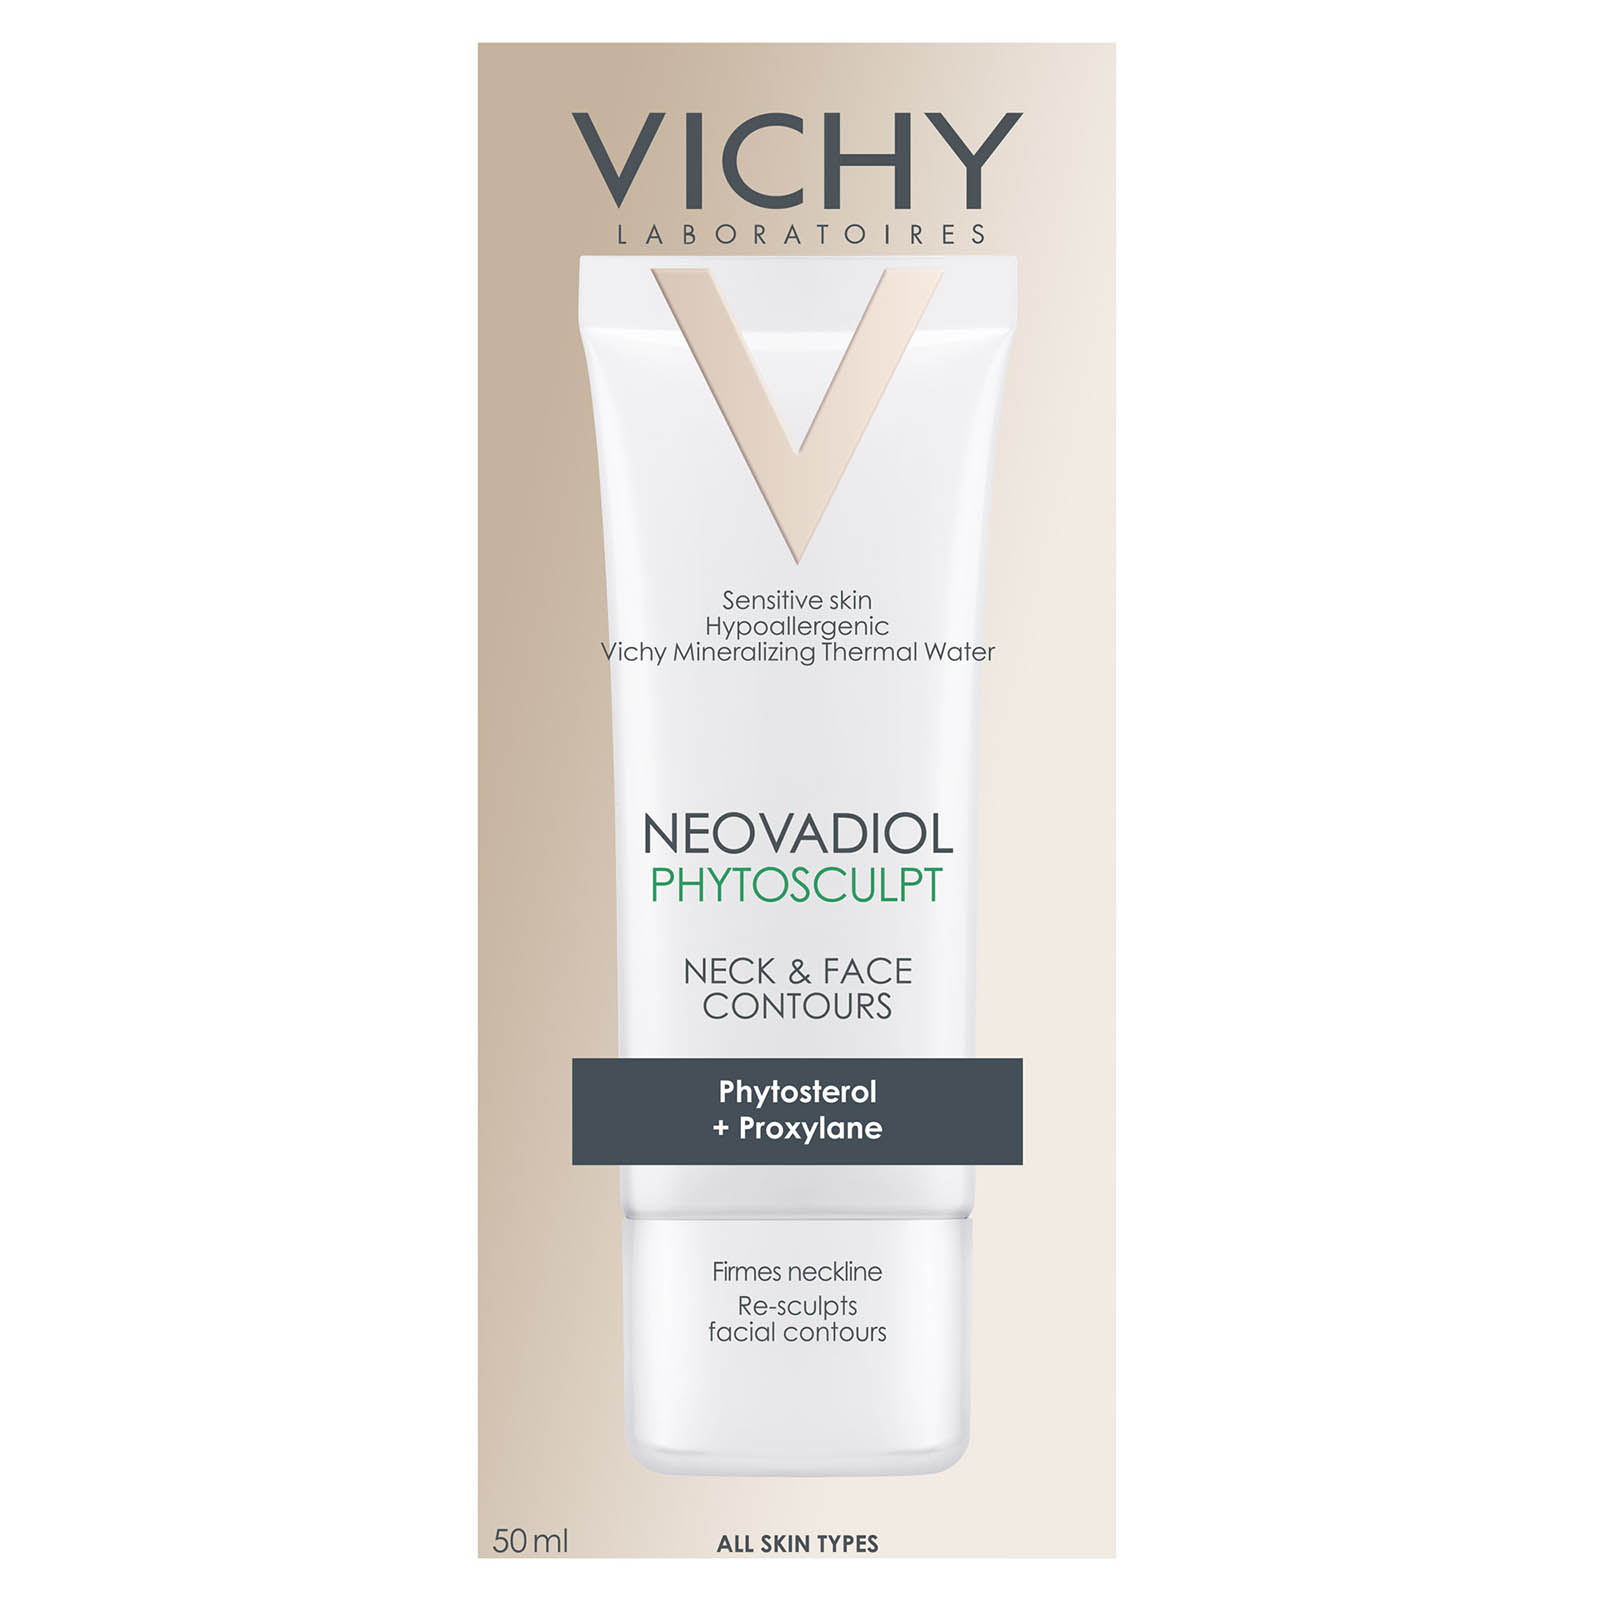 VICHY
LABORATOIRES
V
Sensitive skin
Hypoallergenic
Vichy Mineralizing Thermal Water
NEOVADIOL
PHYTOSCULPT
NECK & FACE
CONTOURS
Phytosterol
+ Proxylane
Firmes neckline
Re-sculpts
facial contours
50 ml
ALL SKIN TYPES